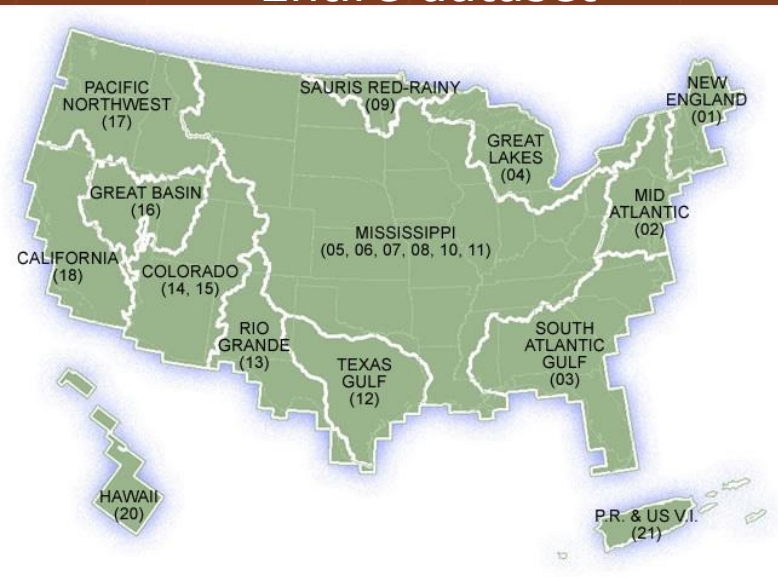 Entire dataset
PACIFIC
NORTHWEST
(17)
SAURIS RED-RAINY
(09)
NEW
ENGLAND
(01)
GREAT
LAKES
(04)
GREAT BASIN
(16)
MID
ATLANTIC
(02)
MISSISSIPPI
(05, 06, 07, 08, 10, 11)
CALIFORNIA
(18)
COLORADO
(14, 15)
RIO
GRANDE
(13)
TEXAS
GULF
(12)
SOUTH
ATLANTIC
GULF
(03)
HAWAII
(20)
P.R. & US V.I.
(21)